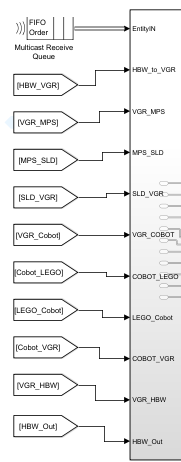 FIFO
Order
EntityIN
Multicast Receive
Queue
[HBW_VGR]
HBW_to_VGR
[VGR_MPS]
VGR_MPS
[MPS_SLD]
MPS_SLD
[SLD_VGR]
SLD_VGR
[VGR_Cobot]
VGR_COBOT
[Cobot_LEGO]
COBOT_LEGO
[LEGO_Cobot]
LEGO_Cobot
[Cobot_VGR]
COBOT_VGR
[VGR_HBW]
VGR_HBW
[HBW_Out]
HBW_Out